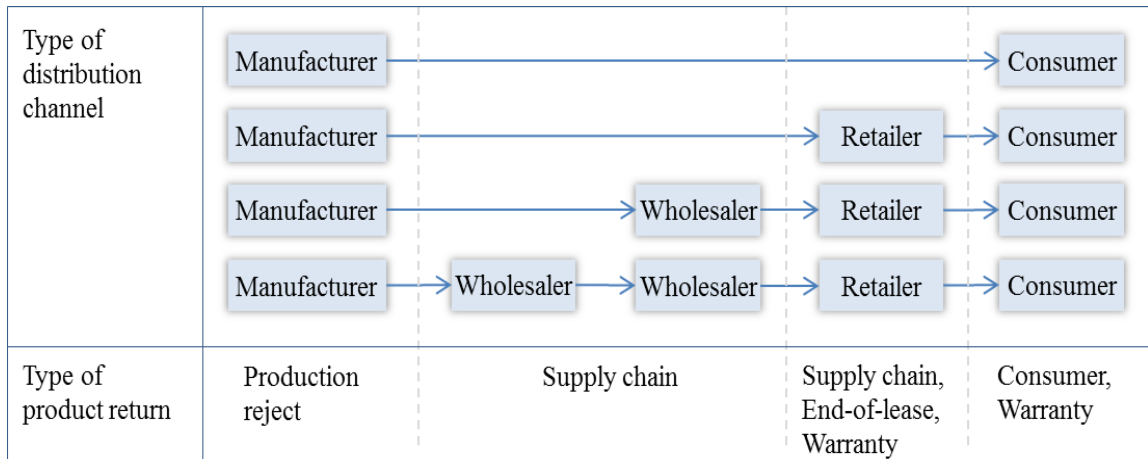 Type of
distribution
channel
Manufacturer
Consumer
Manufacturer
Retailer
Consumer
Manufacturer
Wholesaler
Retailer
Consumer
Manufacturer
Wholesaler
Wholesaler
Retailer
Consumer
Type of
product return
Production
reject
Supply chain
Supply chain,
End-of-lease,
Warranty
Consumer,
Warranty